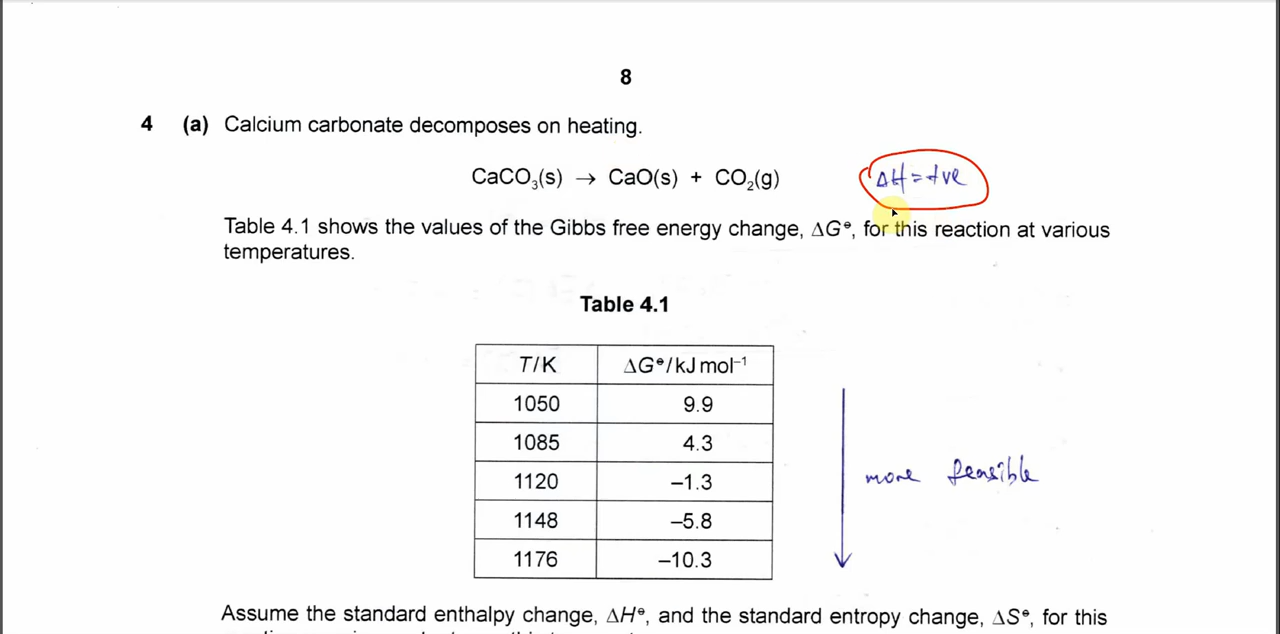 8
4 (a) Calcium carbonate decomposes on heating.
CaCO₃(s) → CaO(s) + CO₂(g) ΔH = +ve
Table 4.1 shows the values of the Gibbs free energy change, ΔG⦵, for this reaction at various
temperatures.
Table 4.1
T/K ΔG⦵/kJ mol⁻¹
1050 9.9
1085 4.3
1120 –1.3
1148 –5.8
1176 –10.3
more feasible
Assume the standard enthalpy change, ΔH⦵, and the standard entropy change, ΔS⦵, for this